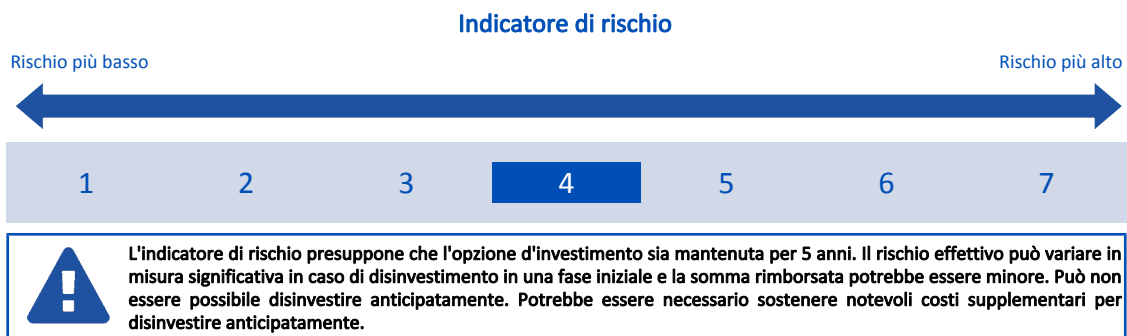 Indicatore di rischio
Rischio più basso
Rischio più alto
1 2 3 4 5 6 7
L'indicatore di rischio presuppone che l'opzione d'investimento sia mantenuta per 5 anni. Il rischio effettivo può variare in
misura significativa in caso di disinvestimento in una fase iniziale e la somma rimborsata potrebbe essere minore. Può non
essere possibile disinvestire anticipatamente. Potrebbe essere necessario sostenere notevoli costi supplementari per
disinvestire anticipatamente.